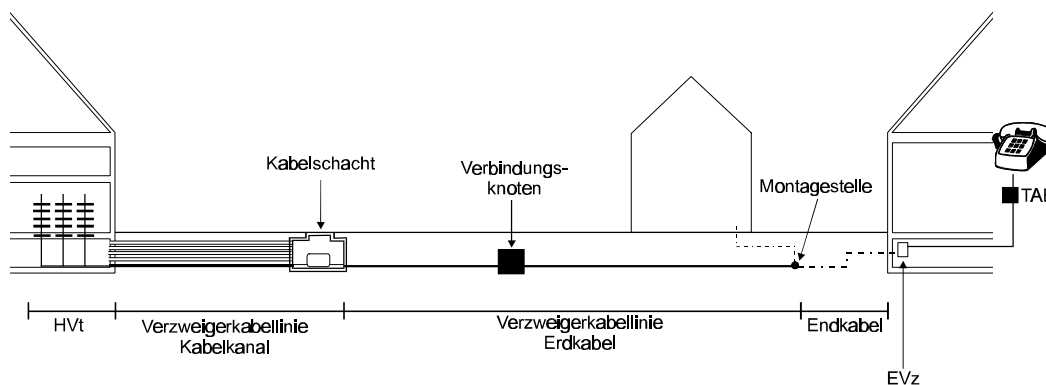 Kabelschacht
Verbindungs-
knoten
Montagestelle
TAE
HVt
Verzweigerkabellinie
Kabelkanal
Verzweigerkabellinie
Erdkabel
Endkabel
EVz